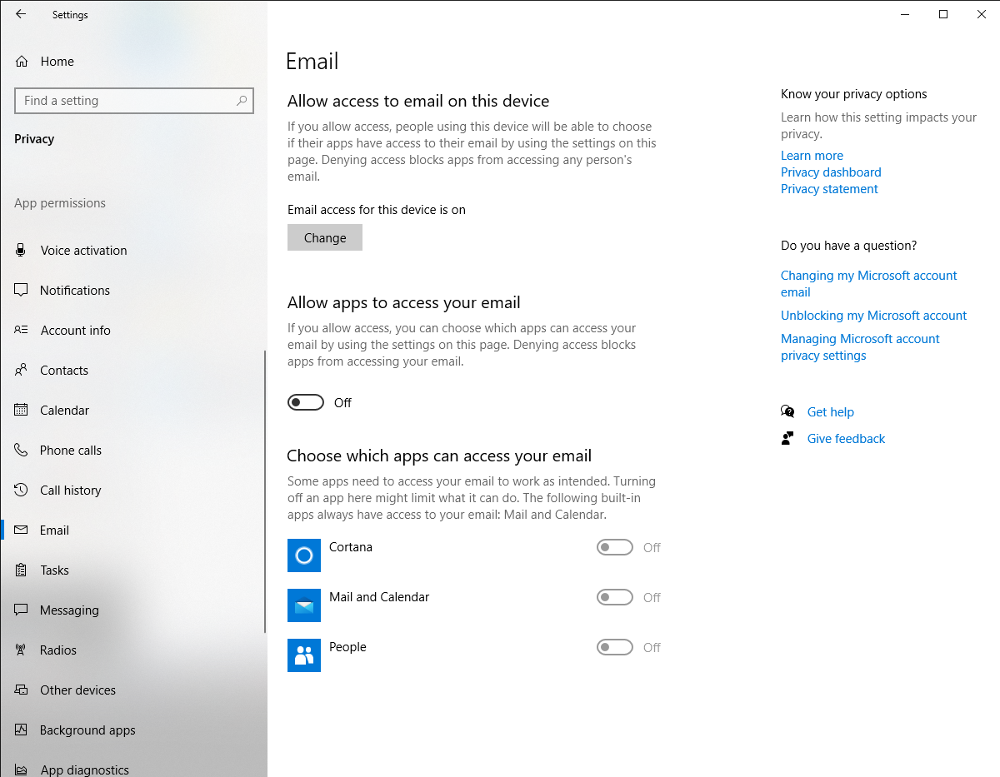 Settings
Home
Find a setting
Privacy
App permissions
Voice activation
Notifications
Account info
Contacts
Calendar
Phone calls
Call history
Email
Tasks
Messaging
Radios
Other devices
Background apps
App diagnostics
Email
Allow access to email on this device
If you allow access, people using this device will be able to choose
if their apps have access to their email by using the settings on this
page. Denying access blocks apps from accessing any person's
email.
Email access for this device is on
Change
Allow apps to access your email
If you allow access, you can choose which apps can access your
email by using the settings on this page. Denying access blocks
apps from accessing your email.
Off
Choose which apps can access your email
Some apps need to access your email to work as intended. Turning
off an app here might limit what it can do. The following built-in
apps always have access to your email: Mail and Calendar.
Cortana
Off
Mail and Calendar
Off
People
Off
Know your privacy options
Learn how this setting impacts your
privacy.
Learn more
Privacy dashboard
Privacy statement
Do you have a question?
Changing my Microsoft account
email
Unblocking my Microsoft account
Managing Microsoft account
privacy settings
Get help
Give feedback